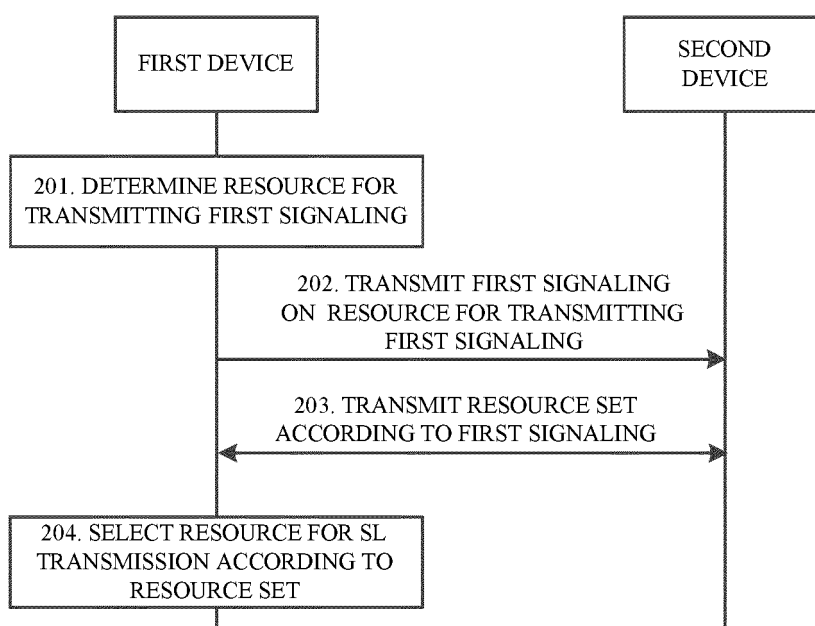 FIRST DEVICE
SECOND
DEVICE
201. DETERMINE RESOURCE FOR
TRANSMITTING FIRST SIGNALING
202. TRANSMIT FIRST SIGNALING
ON RESOURCE FOR TRANSMITTING
FIRST SIGNALING
203. TRANSMIT RESOURCE SET
ACCORDING TO FIRST SIGNALING
204. SELECT RESOURCE FOR SL
TRANSMISSION ACCORDING TO
RESOURCE SET